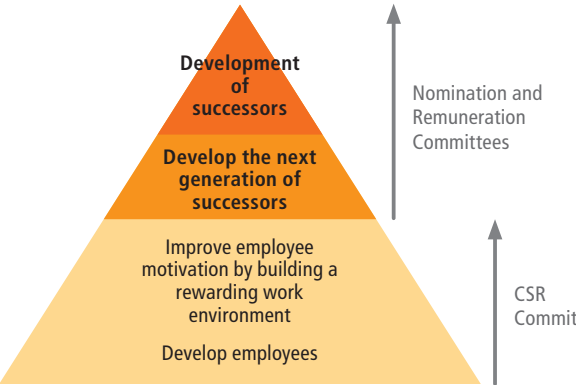 Development
of
successors
Nomination and
Remuneration
Committees
Develop the next
generation of
successors
Improve employee
motivation by building a
rewarding work
environment
Develop employees
CSR
Commit